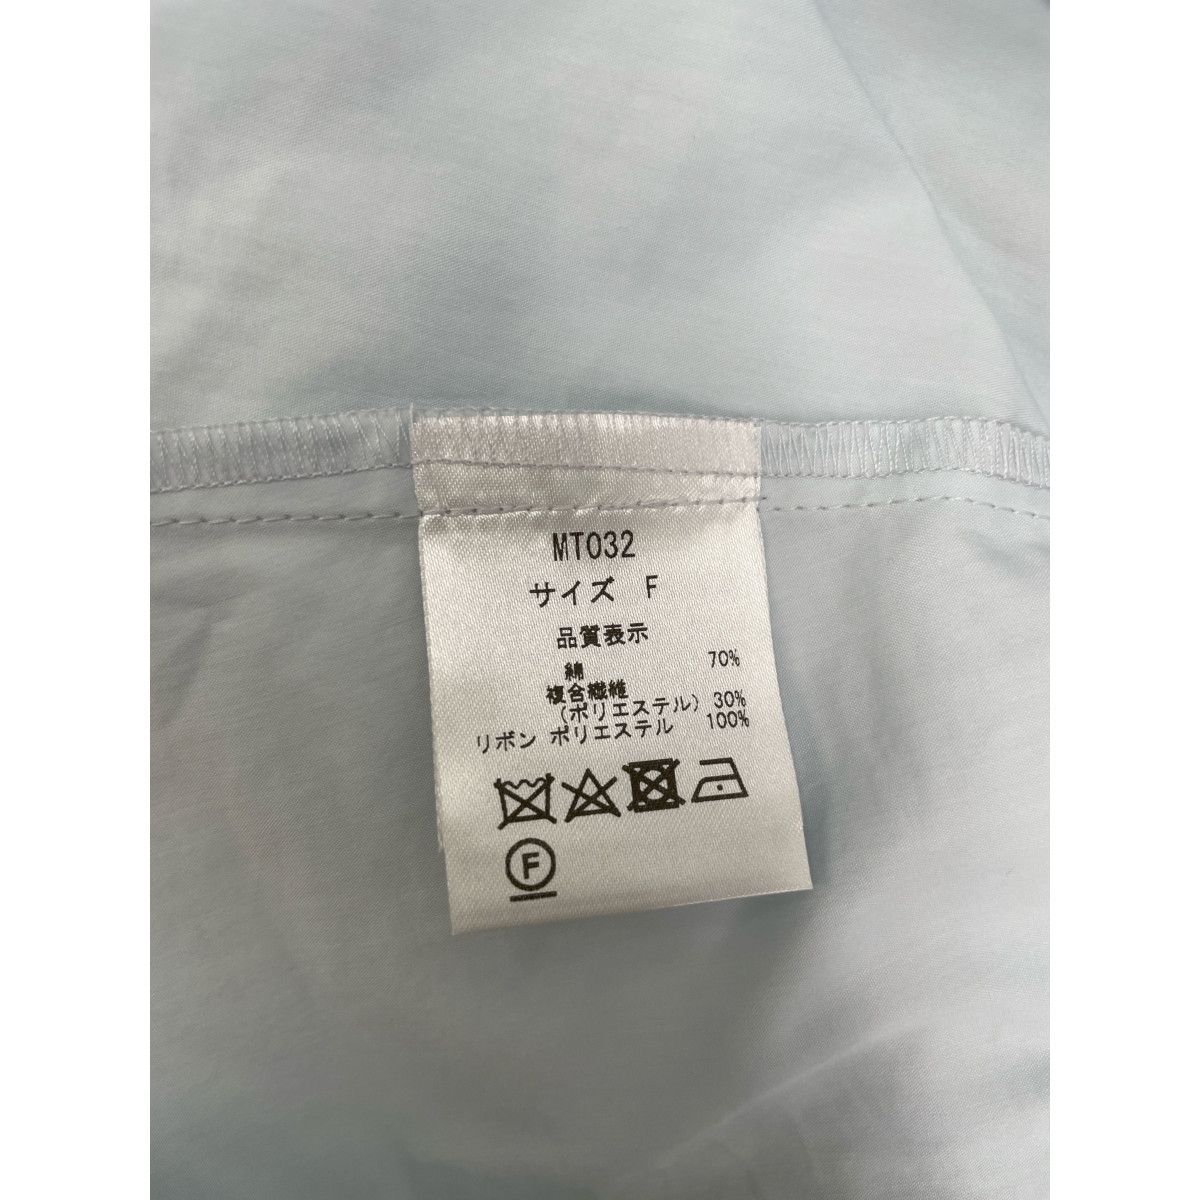 MT032
サイズ F
品質表示
綿 70%
複合繊維
(ポリエステル) 30%
リボン ポリエステル 100%
F